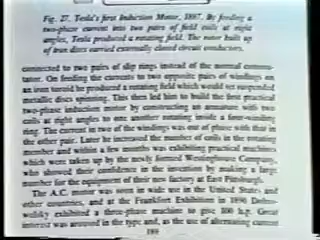 Fig. 27. Tesla's first Induction Motor, 1887. By feeding a
two-phase current into two pairs of field coils at right
angles, Tesla produced a rotating field. The rotor built up
of iron discs carried externally closed circuit conductors.
connected to two pairs of slip rings instead of the normal commu-
tator. On feeding the currents to two opposite pairs of windings on
an iron toroid he produced a rotating field which would set suspended
metallic discs spinning. This then led him to build the first practical
two-phase induction motor by constructing an armature with two
coils at right angles to one another rotating inside a four-winding
ring. The current in two of the windings was out of phase with that in
the other pair. Later he increased the number of coils in the rotating
member and within a few months was exhibiting practical machines
which were taken up by the newly formed Westinghouse Company,
who showed their confidence in the invention by making a large
number for the equipment of their new factory at East Pittsburgh.
The A.C. motor was soon in wide use in the United States and
other countries, and at the Frankfurt Exhibition in 1890 Dobro-
wolsky exhibited a three-phase machine to give 100 h.p. Great
interest was aroused in the type and, as the use of alternating current
189